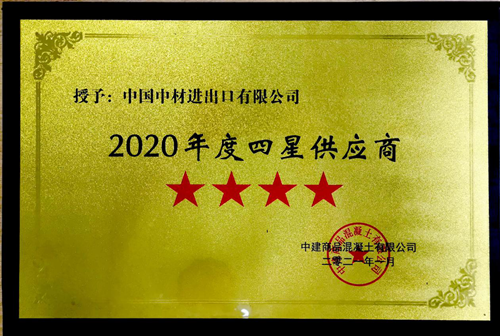 授予：中国中材进出口有限公司
2020年度四星供应商
中建商品混凝土有限公司
二零二一年一月